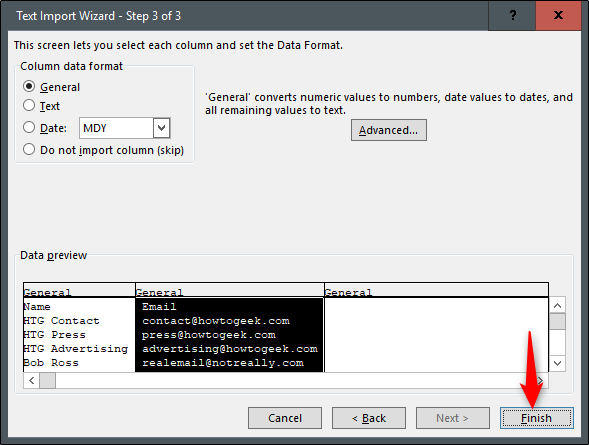 Text Import Wizard - Step 3 of 3
?
This screen lets you select each column and set the Data Format.
Column data format
General
Text
Date: MDY
Do not import column (skip)
'General' converts numeric values to numbers, date values to dates, and
all remaining values to text.
Advanced...
Data preview
General General General
Name Email
HTG Contact contact@howtogeek.com
HTG Press press@howtogeek.com
HTG Advertising advertising@howtogeek.com
Bob Ross realemail@notreally.com
Cancel < Back Next > Finish